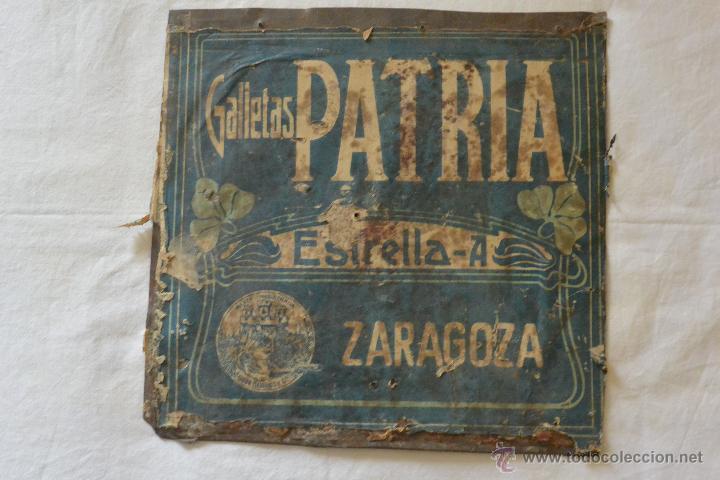 Galletas PATRIA
Estrella-A
ZARAGOZA
© www.todocoleccion.net